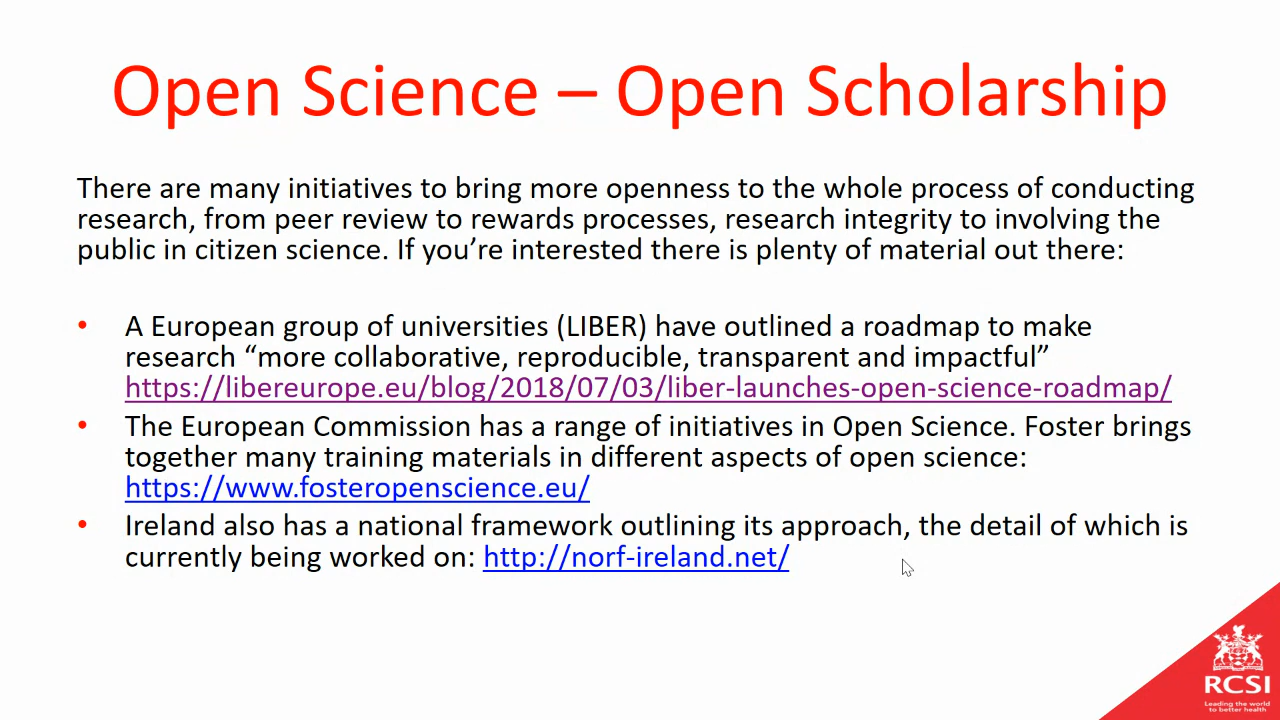 Open Science – Open Scholarship
There are many initiatives to bring more openness to the whole process of conducting
research, from peer review to rewards processes, research integrity to involving the
public in citizen science. If you’re interested there is plenty of material out there:
• A European group of universities (LIBER) have outlined a roadmap to make
research “more collaborative, reproducible, transparent and impactful”
https://libereurope.eu/blog/2018/07/03/liber-launches-open-science-roadmap/
• The European Commission has a range of initiatives in Open Science. Foster brings
together many training materials in different aspects of open science:
https://www.fosteropenscience.eu/
• Ireland also has a national framework outlining its approach, the detail of which is
currently being worked on: http://norf-ireland.net/
RCSI
Leading the world
to better health